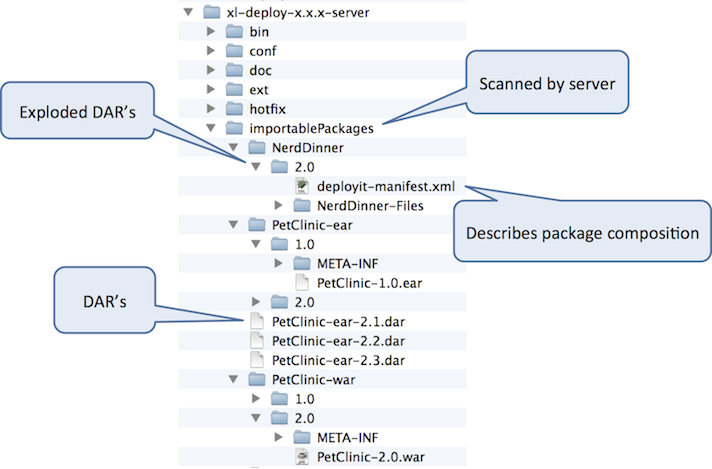 xl-deploy-x.x.x-server
bin
conf
doc
ext
hotfix
importablePackages
NerdDinner
2.0
deployit-manifest.xml
NerdDinner-Files
PetClinic-ear
1.0
META-INF
PetClinic-1.0.ear
2.0
PetClinic-ear-2.1.dar
PetClinic-ear-2.2.dar
PetClinic-ear-2.3.dar
PetClinic-war
1.0
2.0
META-INF
PetClinic-2.0.war
Scanned by server
Exploded DAR's
Describes package composition
DAR's